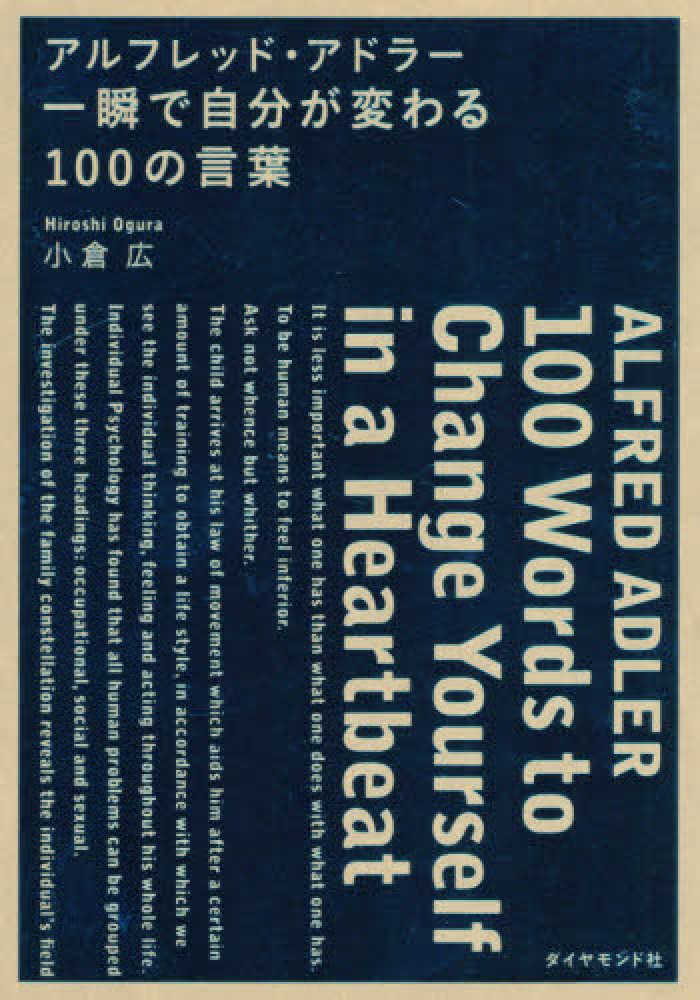 アルフレッド・アドラー
一瞬で自分が変わる
100の言葉
Hiroshi Ogura
小倉 広
ALFRED ADLER
100 Words to
Change Yourself
in a Heartbeat
It is less important what one has than what one does with what one has.
To be human means to feel inferior.
Ask not whence but whither.
The child arrives at his law of movement which aids him after a certain
amount of training to obtain a life style, in accordance with which we
see the individual thinking, feeling and acting throughout his whole life.
Individual Psychology has found that all human problems can be grouped
under these three headings: occupational, social and sexual.
The investigation of the family constellation reveals the individual's field
ダイヤモンド社